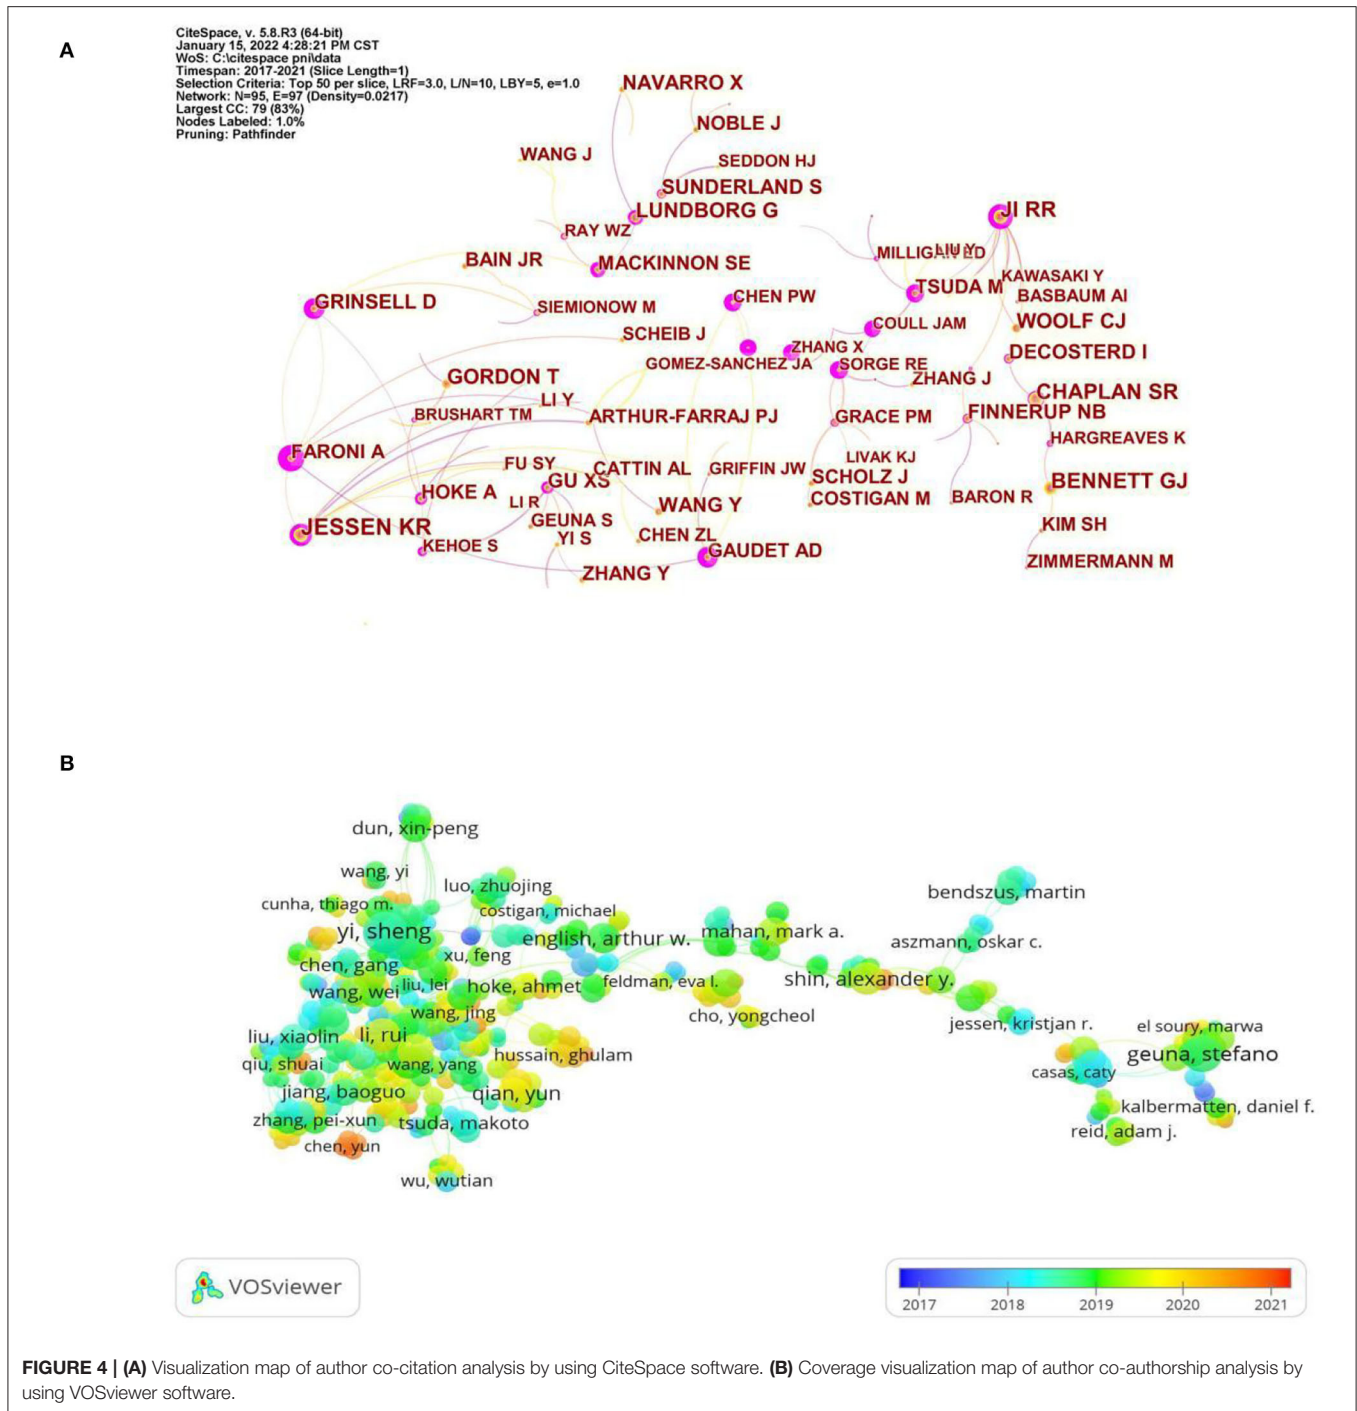 A
CiteSpace, v. 5.8.R3 (64-bit)
January 15, 2022 4:28:21 PM CST
WoS: C:\citespace pni\data
Timespan: 2017-2021 (Slice Length=1)
Selection Criteria: Top 50 per slice, LRF=3.0, L/N=10, LBY=5, e=1.0
Network: N=95, E=97 (Density=0.0217)
Largest CC: 79 (83%)
Nodes Labeled: 1.0%
Pruning: Pathfinder
NAVARRO X
NOBLE J
WANG J
SEDDON HJ
SUNDERLAND S
LUNDBORG G
JI RR
RAY WZ
LIU Y
MILLIGAN ED
BAIN JR
MACKINNON SE
KAWASAKI Y
TSUDA M
BASBAUM AI
CHEN PW
GRINSELL D
SIEMIONOW M
WOOLF CJ
COULL JAM
SCHEIB J
ZHANG X
DECOSTERD I
GOMEZ-SANCHEZ JA
SORGE RE
GORDON T
ZHANG J
CHAPLAN SR
LI Y
BRUSHART TM
ARTHUR-FARRAJ PJ
GRACE PM
FINNERUP NB
HARGREAVES K
FARONI A
LIVAK KJ
FU SY
CATTIN AL
GRIFFIN JW
SCHOLZ J
GU XS
BENNETT GJ
HOKE A
LI R
WANG Y
COSTIGAN M
BARON R
JESSEN KR
GEUNA S
KIM SH
YI S
CHEN ZL
KEHOE S
GAUDET AD
ZIMMERMANN M
ZHANG Y
B
dun, xin-peng
wang, yi
luo, zhuojing
bendszus, martin
cunha, thiago m.
costigan, michael
yi, sheng
english, arthur w.
mahan, mark a.
aszmann, oskar c.
xu, feng
chen, gang
liu, lei
hoke, ahmet
feldman, eva l.
shin, alexander y.
wang, wei
wang, jing
cho, yongcheol
jessen, kristjan r.
el soury, marwa
liu, xiaolin
li, rui
hussain, ghulam
geuna, stefano
qiu, shuai
wang, yang
casas, caty
jiang, baoguo
qian, yun
kalbermatten, daniel f.
zhang, pei-xun
tsuda, makoto
reid, adam j.
chen, yun
wu, wutian
VOSviewer
2017 2018 2019 2020 2021
FIGURE 4 | (A) Visualization map of author co-citation analysis by using CiteSpace software. (B) Coverage visualization map of author co-authorship analysis by
using VOSviewer software.